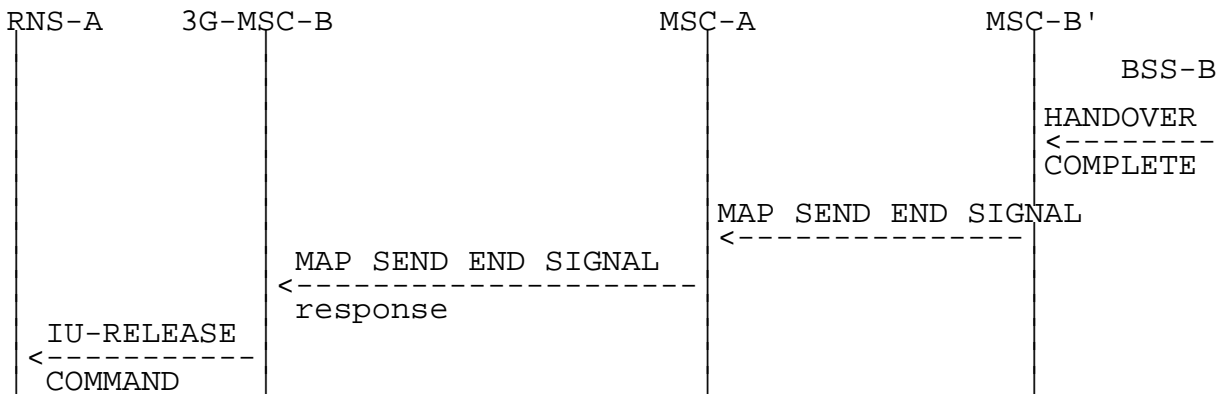 RNS-A 3G-MSC-B MSC-A MSC-B'
BSS-B
HANDOVER
COMPLETE
MAP SEND END SIGNAL
MAP SEND END SIGNAL
response
IU-RELEASE
COMMAND